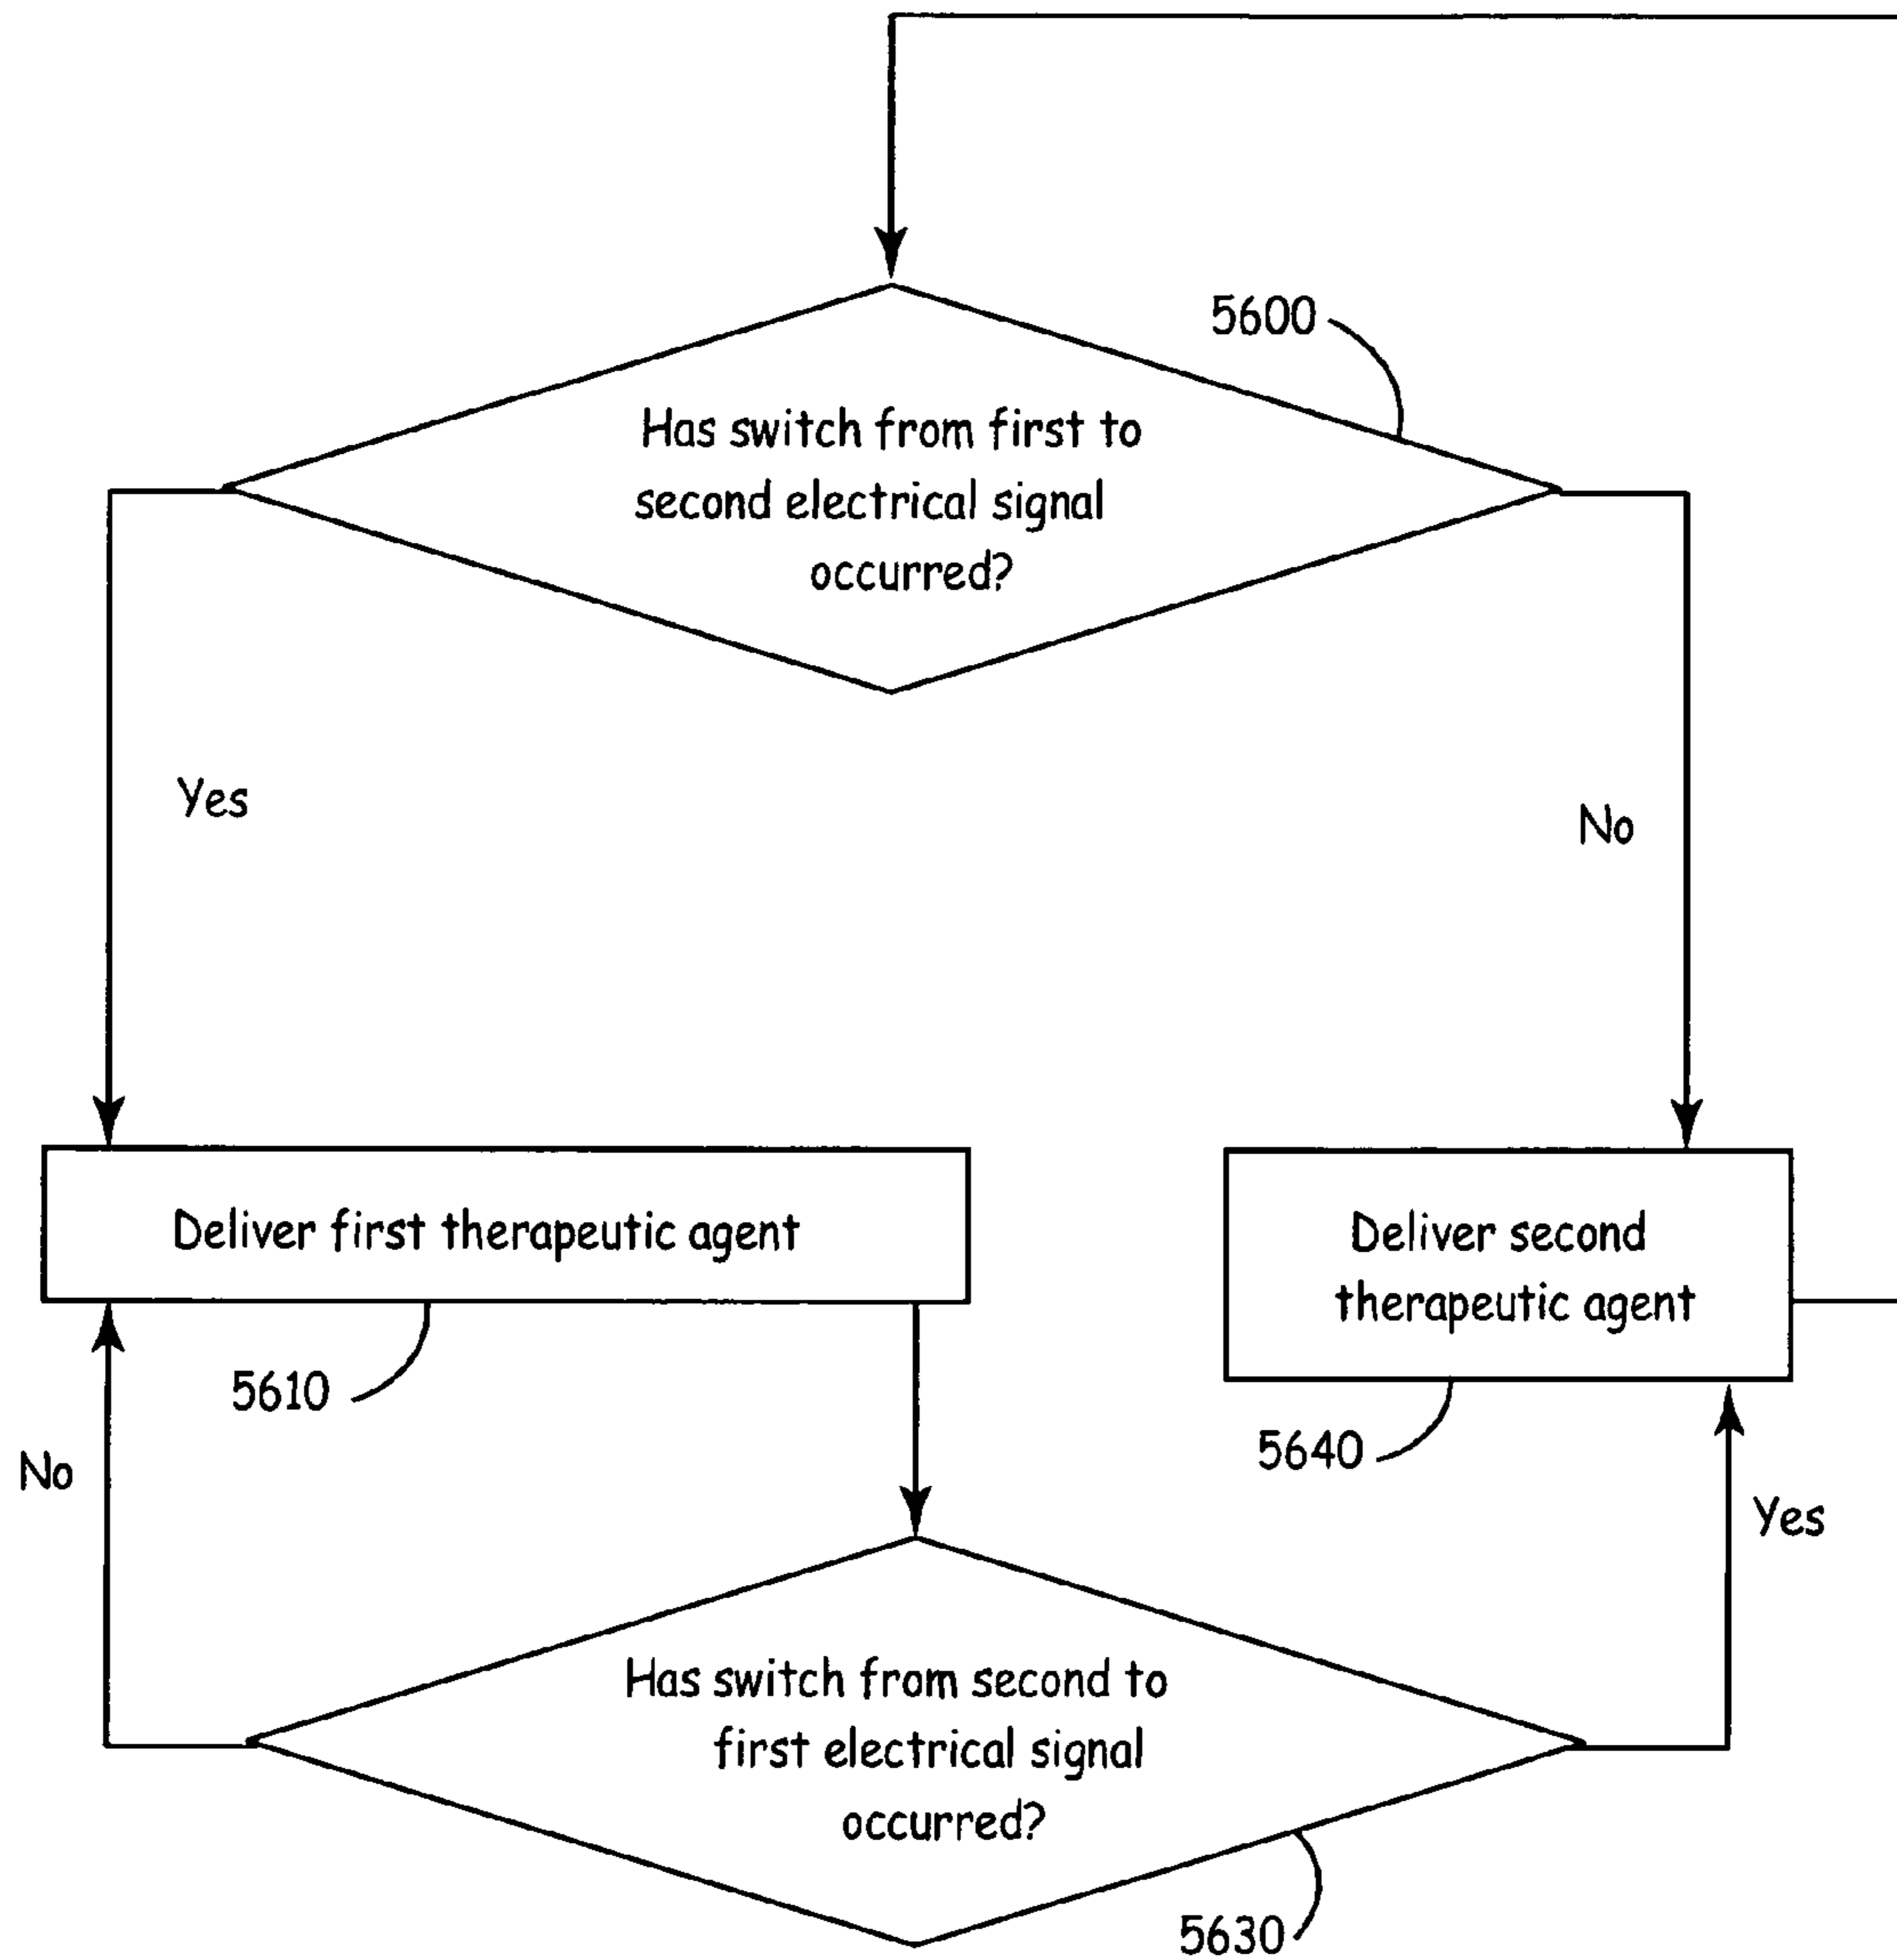 5600
Has switch from first to
second electrical signal
occurred?
Yes
No
Deliver first therapeutic agent
Deliver second
therapeutic agent
5610
5640
No
Yes
Has switch from second to
first electrical signal
occurred?
5630